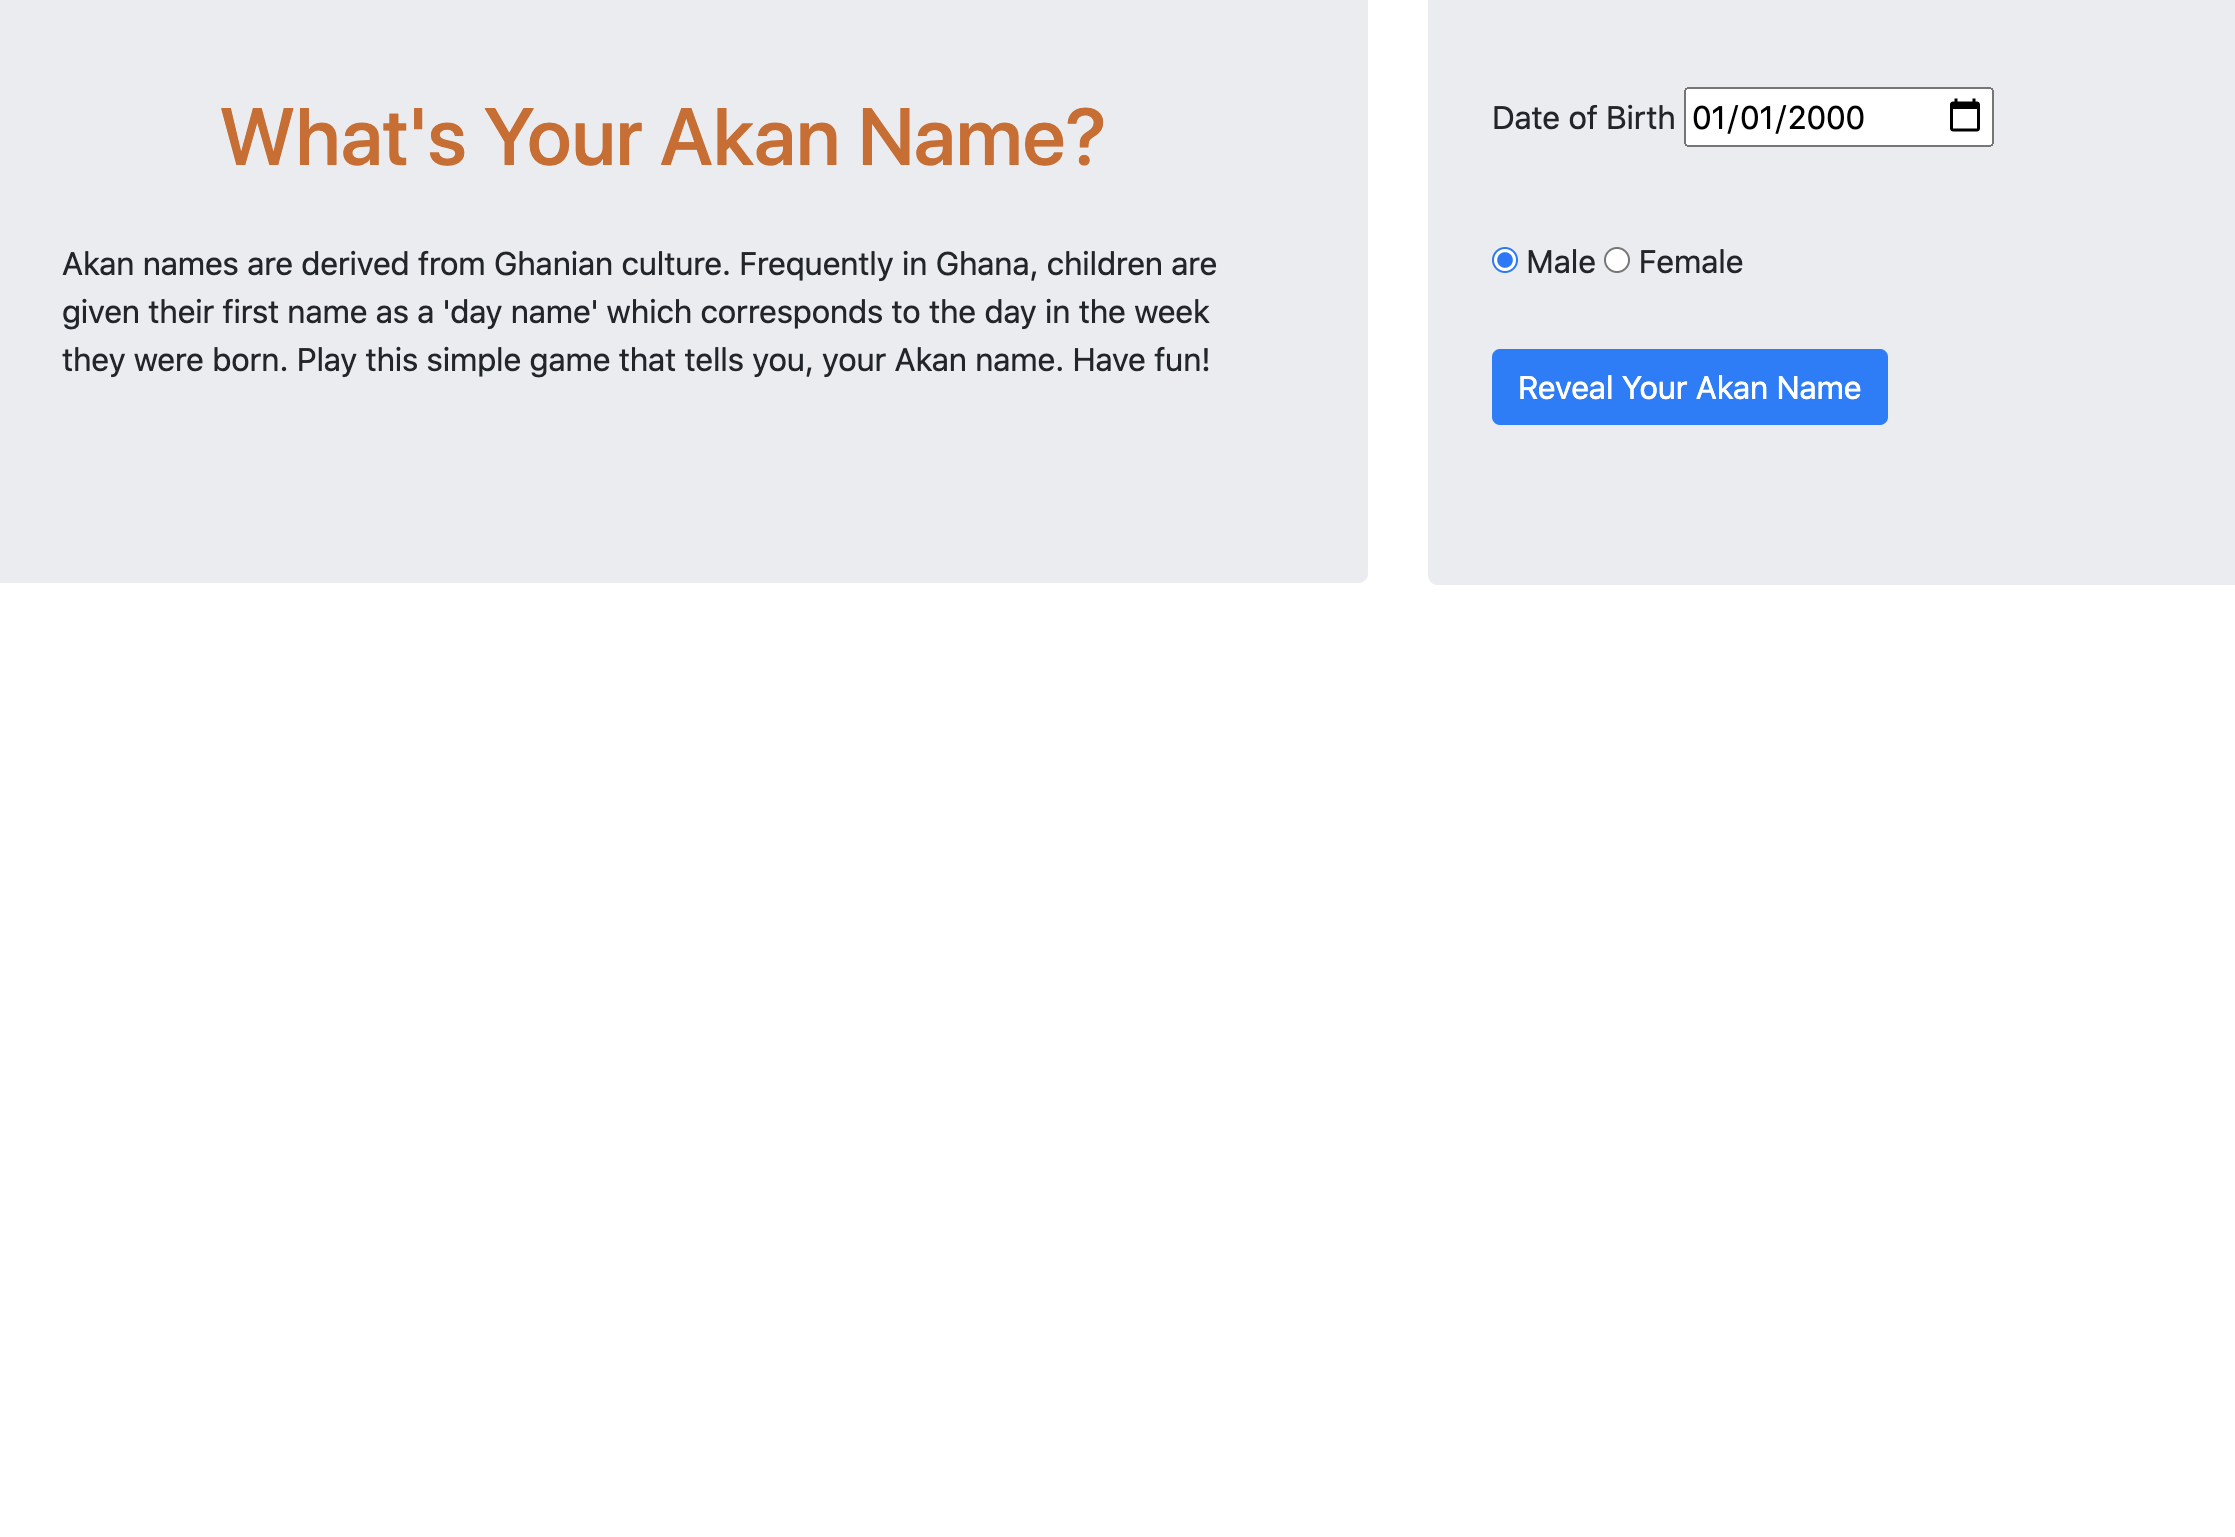 What's Your Akan Name?
Akan names are derived from Ghanian culture. Frequently in Ghana, children are
given their first name as a 'day name' which corresponds to the day in the week
they were born. Play this simple game that tells you, your Akan name. Have fun!
Date of Birth 01/01/2000
Male Female
Reveal Your Akan Name